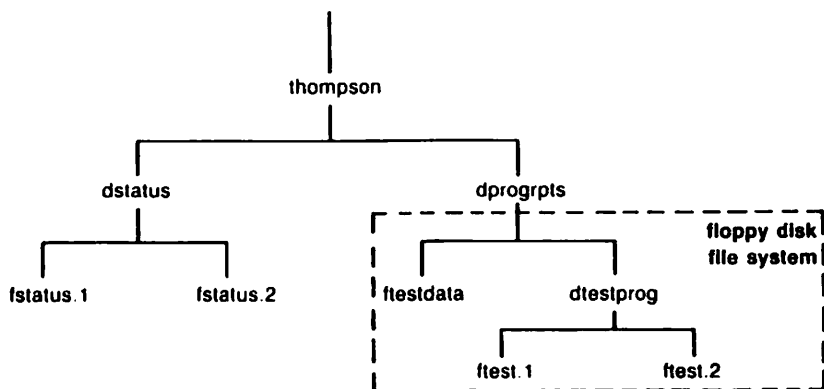 thompson
dstatus
dprogrpts
floppy disk
file system
fstatus.1
fstatus.2
ftestdata
dtestprog
ftest.1
ftest.2